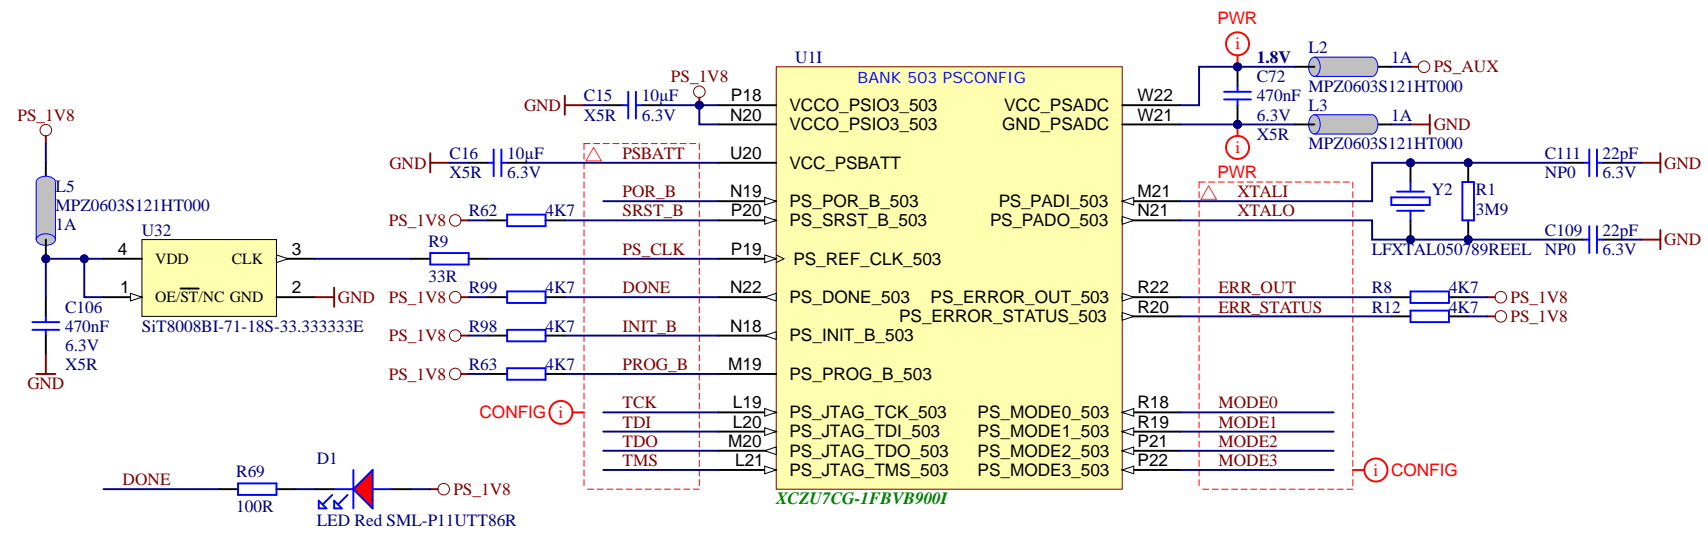 PWR
i
U1I
1.8V
L2
1A
PS_AUX
MPZ0603S121HT000
C72
470nF
6.3V
X5R
L3
1A
GND
MPZ0603S121HT000
i
PWR
PS_1V8
GND
C15
X5R
10µF
6.3V
P18
N20
BANK 503 PSCONFIG
VCCO_PSIO3_503
VCCO_PSIO3_503
VCC_PSADC
GND_PSADC
W22
W21
GND
C16
X5R
10µF
6.3V
PSBATT
U20
VCC_PSBATT
POR_B
N19
PS_POR_B_503
PS_1V8
R62
4K7
SRST_B
P20
PS_SRST_B_503
PS_PADI_503
M21
XTALI
PS_PADO_503
N21
XTALO
Y2
R1
3M9
LFXTAL050789REEL
C111
NP0
22pF
6.3V
GND
C109
NP0
22pF
6.3V
GND
PS_1V8
L5
MPZ0603S121HT000
1A
U32
4
VDD
CLK
3
1
OE/ST/NC
GND
2
GND
SiT8008BI-71-18S-33.333333E
C106
470nF
6.3V
X5R
GND
R9
33R
PS_CLK
P19
PS_REF_CLK_503
PS_1V8
R99
4K7
DONE
N22
PS_DONE_503
PS_1V8
R98
4K7
INIT_B
N18
PS_INIT_B_503
PS_1V8
R63
4K7
PROG_B
M19
PS_PROG_B_503
PS_ERROR_OUT_503
R22
ERR_OUT
R8
4K7
PS_1V8
PS_ERROR_STATUS_503
R20
ERR_STATUS
R12
4K7
PS_1V8
CONFIG
i
TCK
L19
PS_JTAG_TCK_503
TDI
L20
PS_JTAG_TDI_503
TDO
M20
PS_JTAG_TDO_503
TMS
L21
PS_JTAG_TMS_503
PS_MODE0_503
R18
MODE0
PS_MODE1_503
R19
MODE1
PS_MODE2_503
P21
MODE2
PS_MODE3_503
P22
MODE3
i
CONFIG
XCZU7CG-1FBVB900I
DONE
R69
100R
D1
PS_1V8
LED Red SML-P11UTT86R